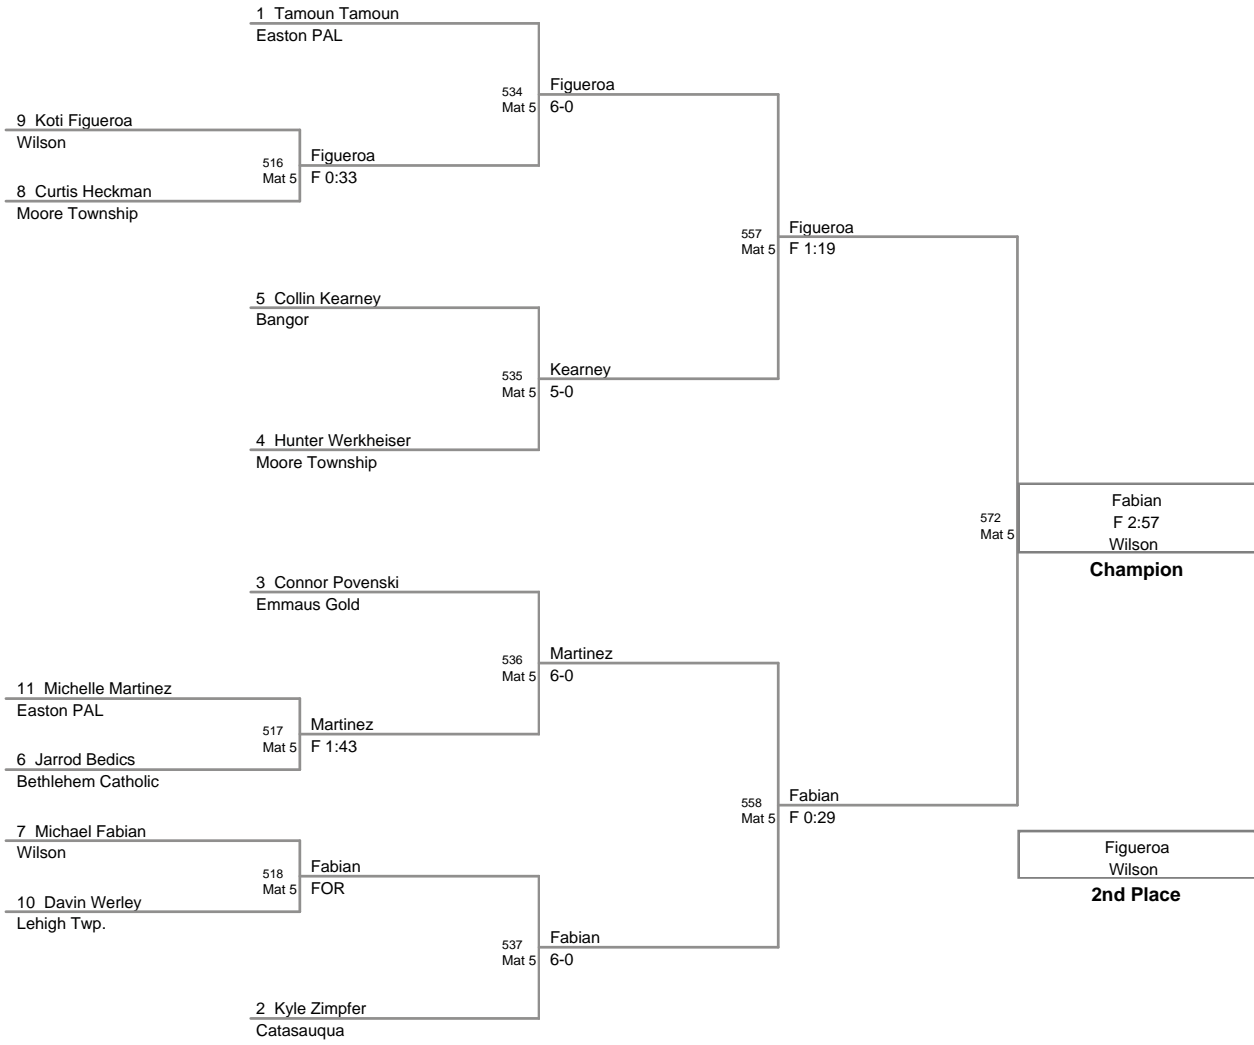 1 Tamoun Tamoun
Easton PAL
534
Mat 5
Figueroa
6-0
9 Koti Figueroa
Wilson
516
Mat 5
Figueroa
F 0:33
8 Curtis Heckman
Moore Township
557
Mat 5
Figueroa
F 1:19
5 Collin Kearney
Bangor
535
Mat 5
Kearney
5-0
4 Hunter Werkheiser
Moore Township
572
Mat 5
Fabian
F 2:57
Wilson
Champion
3 Connor Povenski
Emmaus Gold
536
Mat 5
Martinez
6-0
11 Michelle Martinez
Easton PAL
517
Mat 5
Martinez
F 1:43
6 Jarrod Bedics
Bethlehem Catholic
558
Mat 5
Fabian
F 0:29
7 Michael Fabian
Wilson
518
Mat 5
Fabian
FOR
10 Davin Werley
Lehigh Twp.
537
Mat 5
Fabian
6-0
2 Kyle Zimpfer
Catasauqua
Figueroa
Wilson
2nd Place